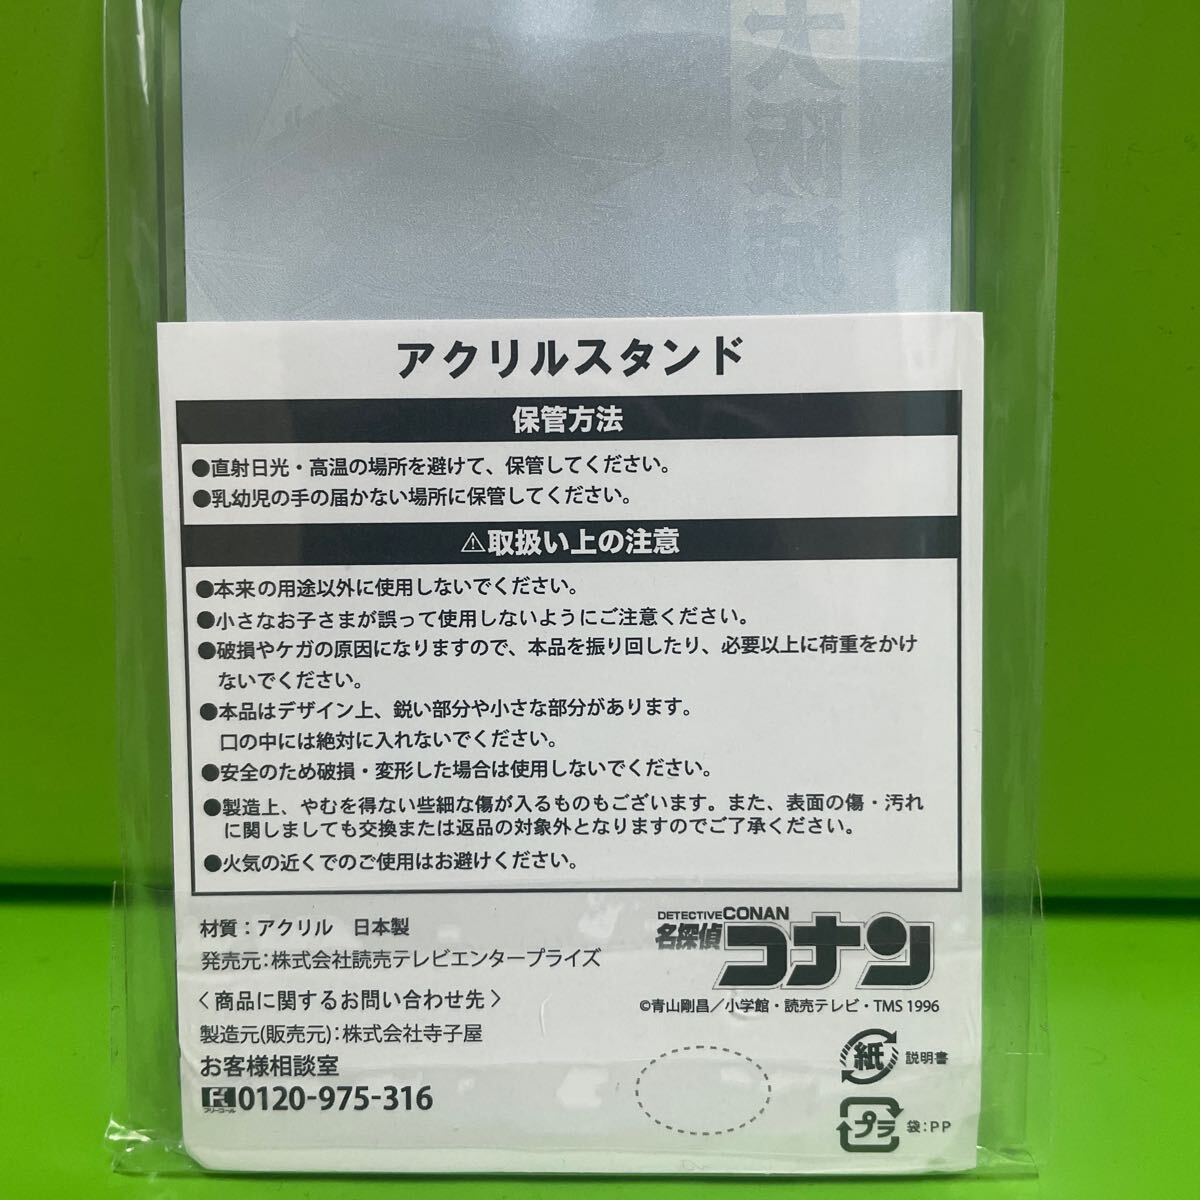 大阪
アクリルスタンド
保管方法
●直射日光・高温の場所を避けて、保管してください。
●乳幼児の手の届かない場所に保管してください。
⚠取扱い上の注意
●本来の用途以外に使用しないでください。
●小さなお子さまが誤って使用しないようにご注意ください。
●破損やケガの原因になりますので、本品を振り回したり、必要以上に荷重をかけ
ないでください。
●本品はデザイン上、鋭い部分や小さな部分があります。
口の中には絶対に入れないでください。
●安全のため破損・変形した場合は使用しないでください。
●製造上、やむを得ない些細な傷が入るものもございます。また、表面の傷・汚れ
に関しましても交換または返品の対象外となりますのでご了承ください。
●火気の近くでのご使用はお避けください。
材質：アクリル 日本製
発売元：株式会社読売テレビエンタープライズ
〈商品に関するお問い合わせ先〉
製造元(販売元)：株式会社寺子屋
お客様相談室
フリーコール 0120-975-316
DETECTIVE CONAN
名探偵コナン
©青山剛昌／小学館・読売テレビ・TMS 1996
紙 説明書
プラ 袋：PP